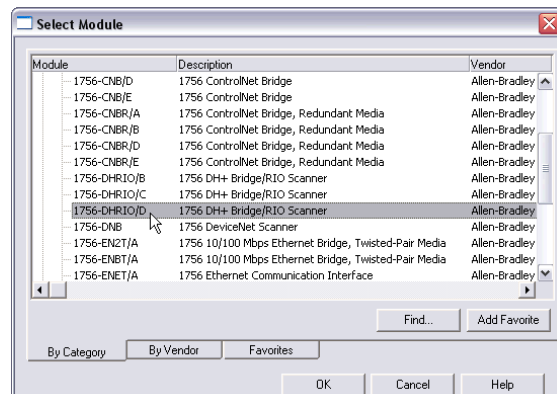 Select Module
Module Description Vendor
1756-CNB/D 1756 ControlNet Bridge Allen-Bradley
1756-CNB/E 1756 ControlNet Bridge Allen-Bradley
1756-CNBR/A 1756 ControlNet Bridge, Redundant Media Allen-Bradley
1756-CNBR/B 1756 ControlNet Bridge, Redundant Media Allen-Bradley
1756-CNBR/D 1756 ControlNet Bridge, Redundant Media Allen-Bradley
1756-CNBR/E 1756 ControlNet Bridge, Redundant Media Allen-Bradley
1756-DHRIO/B 1756 DH+ Bridge/RIO Scanner Allen-Bradley
1756-DHRIO/C 1756 DH+ Bridge/RIO Scanner Allen-Bradley
1756-DHRIO/D 1756 DH+ Bridge/RIO Scanner Allen-Bradley
1756-DNB 1756 DeviceNet Scanner Allen-Bradley
1756-EN2T/A 1756 10/100 Mbps Ethernet Bridge, Twisted-Pair Media Allen-Bradley
1756-ENBT/A 1756 10/100 Mbps Ethernet Bridge, Twisted-Pair Media Allen-Bradley
1756-ENET/A 1756 Ethernet Communication Interface Allen-Bradley
Find... Add Favorite
By Category By Vendor Favorites
OK Cancel Help